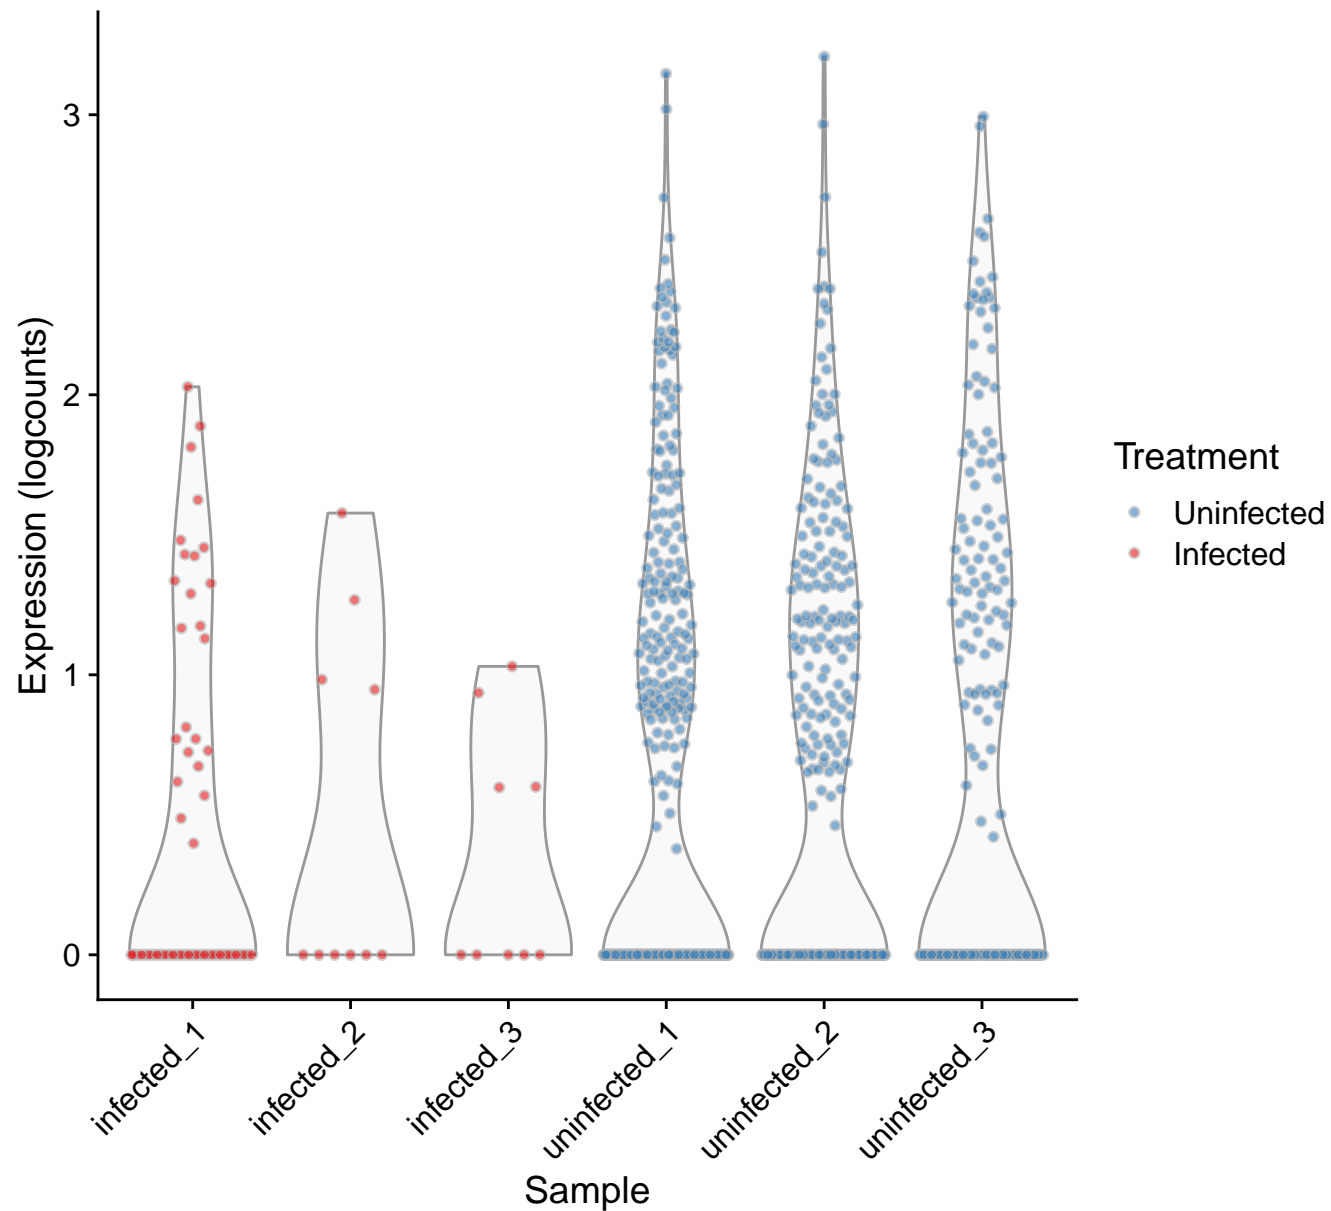 3
2
1
0
Expression (logcounts)
infected_1
infected_2
infected_3
uninfected_1
uninfected_2
uninfected_3
Sample
Treatment
Uninfected
Infected